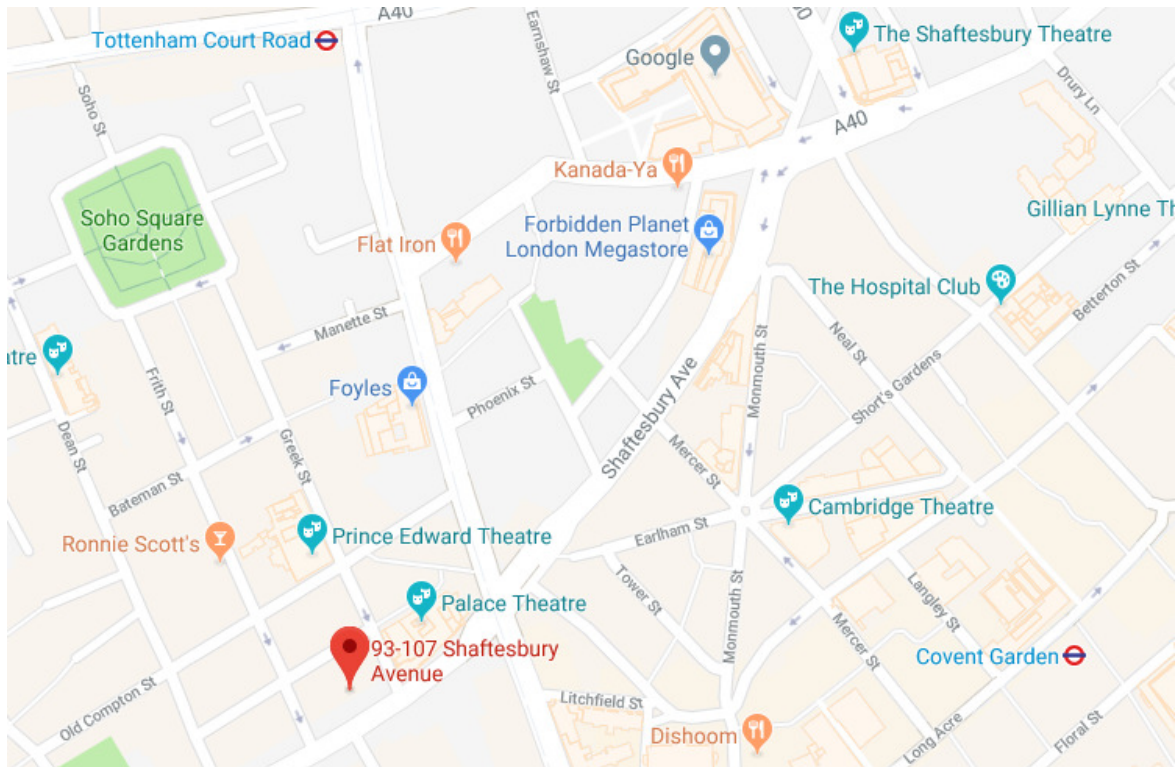 A40
Tottenham Court Road
Earnshaw St
The Shaftesbury Theatre
Google
Drury Ln
Soho St
A40
Kanada-Ya
Soho Square
Gardens
Flat Iron
Forbidden Planet
London Megastore
Gillian Lynne Th
The Hospital Club
Betterton St
Manette St
Neal St
atre
Frith St
Foyles
Phoenix St
Monmouth St
Short's Gardens
Shaftesbury Ave
Dean St
Greek St
Mercer St
Bateman St
Cambridge Theatre
Ronnie Scott's
Prince Edward Theatre
Earlham St
Tower St
Langley St
Palace Theatre
Monmouth St
Mercer St
93-107 Shaftesbury
Avenue
Covent Garden
Old Compton St
Litchfield St
Dishoom
Long Acre
Floral St